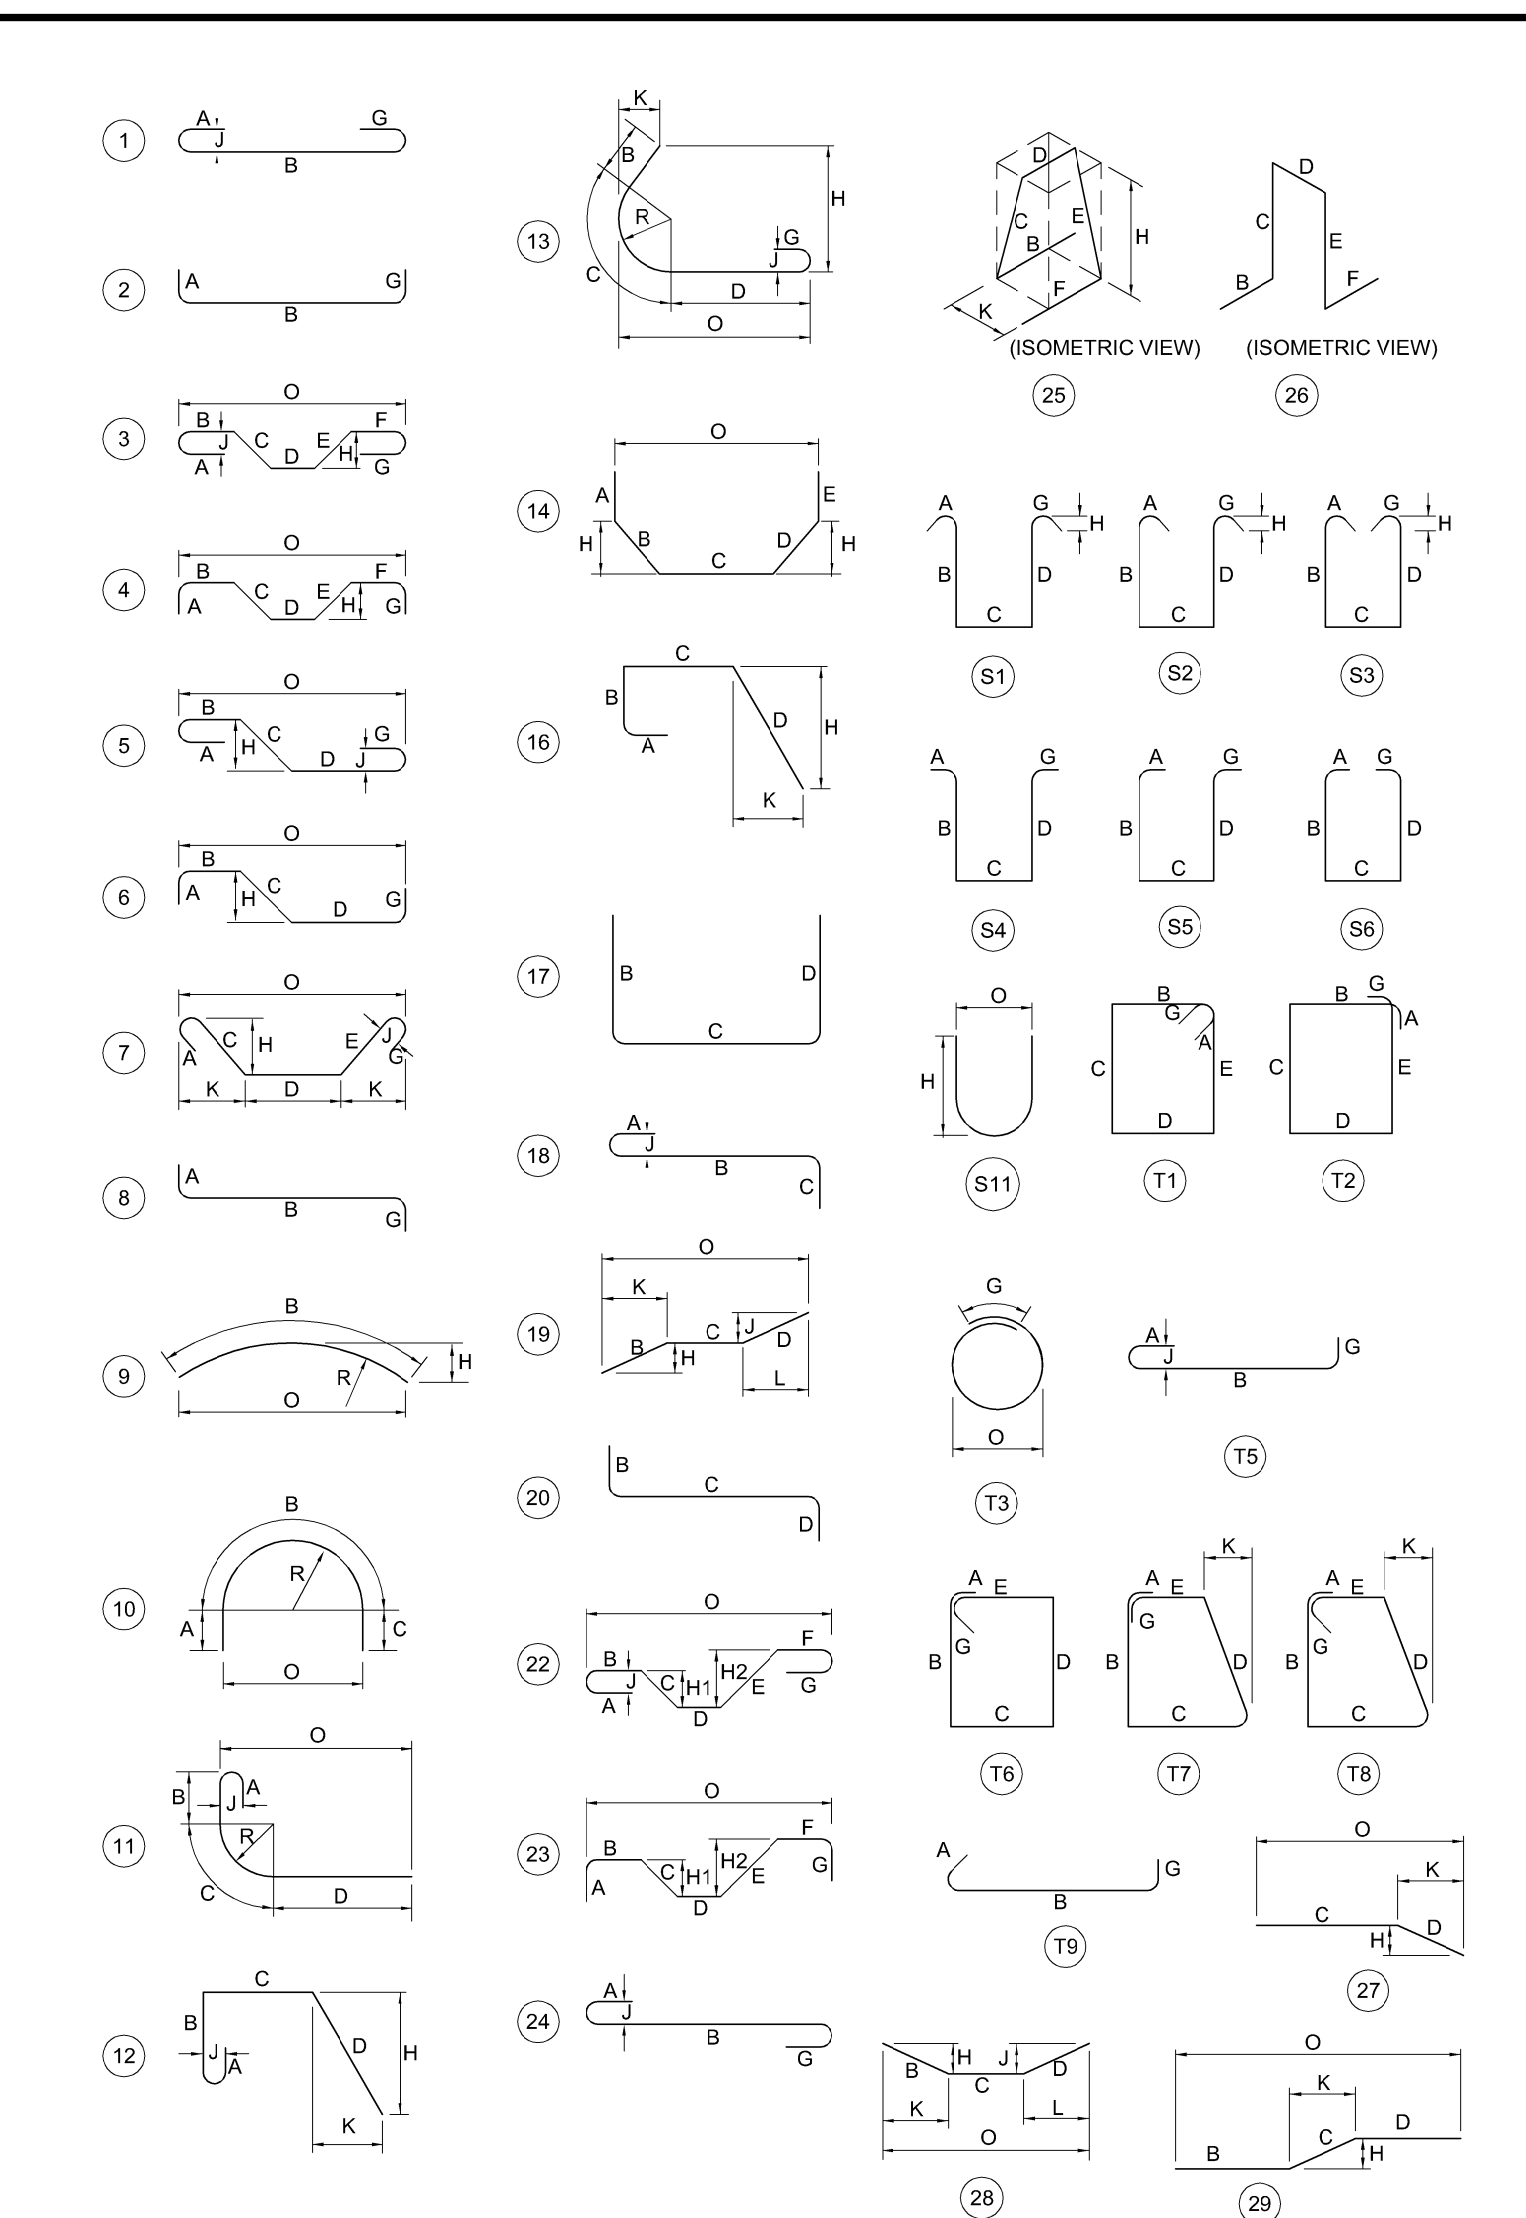 1 A J G B
2 A G B
3 O B J C E F H A D G
4 O B C E F A D H G
5 O B G A H C D J
6 O B C A H D G
7 O C H E J A G K D K
8 A B G
9 B H R O
10 B R A C O
11 O B A J R C D
12 C B D H J A K
13 K B H R G J C D O
14 O A E H B D H C
16 C B D H A K
17 B D C
18 A J B C
19 O K C J B H D L
20 B C D
22 O F B H2 J C H1 E A G D
23 O F B H2 C H1 E G A D
24 A J B G
D C E H B F K
(ISOMETRIC VIEW)
25
D C E B F
(ISOMETRIC VIEW)
26
A G H B D C
S1
A G H B D C
S2
A G H B D C
S3
A G B D C
S4
A G B D C
S5
A G B D C
S6
O H
S11
B G A C E D
T1
B G A C E D
T2
G O
T3
A J G B
T5
A E G B D C
T6
K A E G B D C
T7
K A E G B D C
T8
A G B
T9
O K C D H
27
H J B C D K L O
28
O K D C B H
29